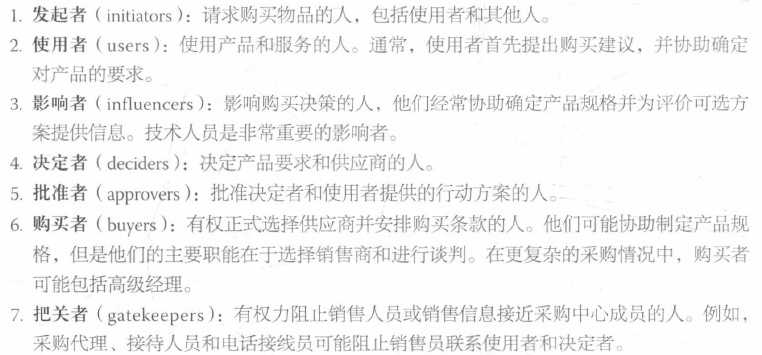 1. 发起者（initiators）：请求购买物品的人，包括使用者和其他人。
2. 使用者（users）：使用产品和服务的人。通常，使用者首先提出购买建议，并协助确定
对产品的要求。
3. 影响者（influencers）：影响购买决策的人，他们经常协助确定产品规格并为评价可选方
案提供信息。技术人员是非常重要的影响者。
4. 决定者（deciders）：决定产品要求和供应商的人。
5. 批准者（approvers）：批准决定者和使用者提供的行动方案的人。
6. 购买者（buyers）：有权正式选择供应商并安排购买条款的人。他们可能协助制定产品规
格，但是他们的主要职能在于选择销售商和进行谈判。在更复杂的采购情况中，购买者
可能包括高级经理。
7. 把关者（gatekeepers）：有权力阻止销售人员或销售信息接近采购中心成员的人。例如，
采购代理、接待人员和电话接线员可能阻止销售员联系使用者和决定者。